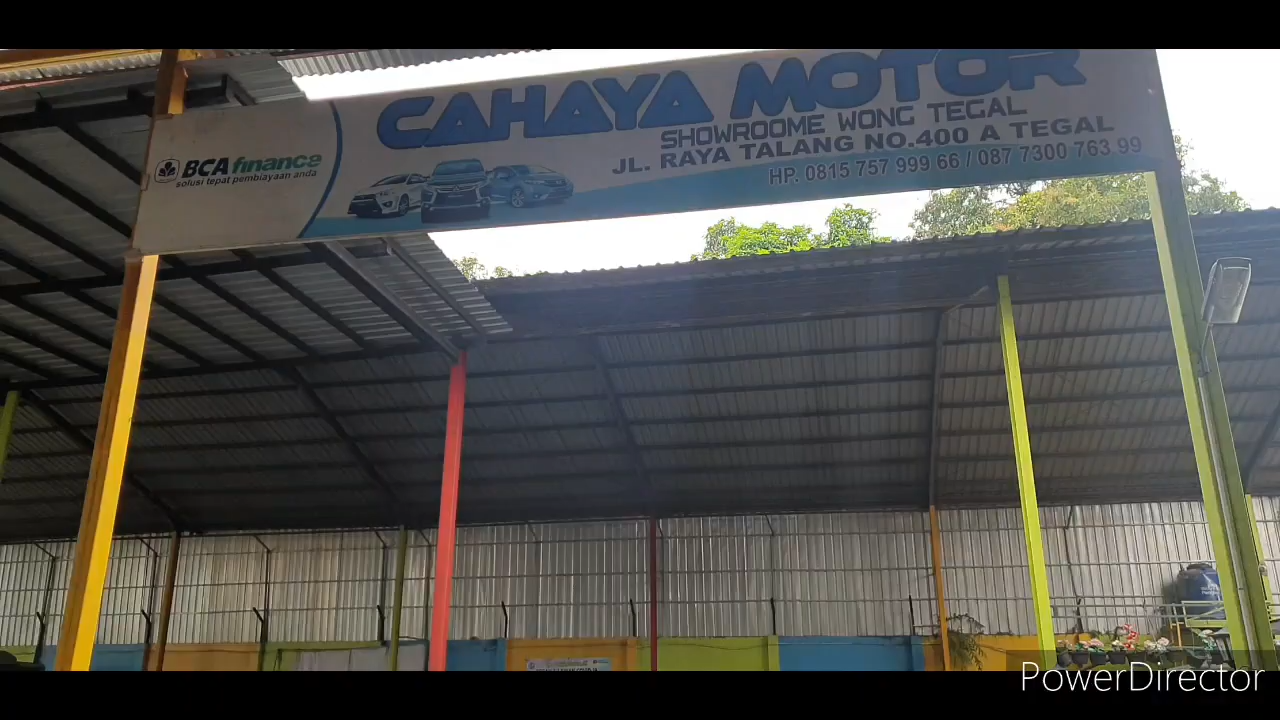 CAHAYA MOTOR
SHOWROOME WONG TEGAL
JL. RAYA TALANG NO.400 A TEGAL
HP. 0815 757 999 66 / 087 7300 763 99
BCA finance
solusi tepat pembiayaan anda
PowerDirector